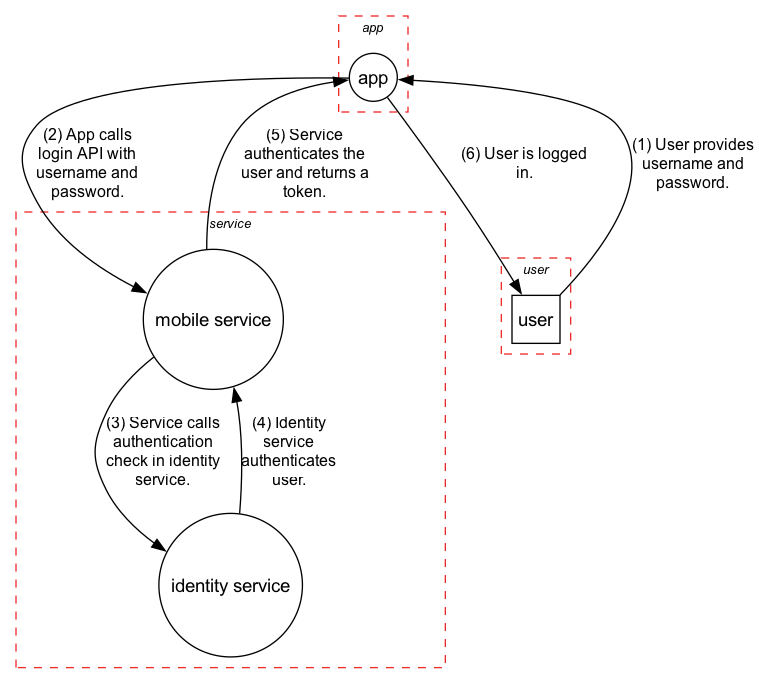 app
app
(2) App calls
login API with
username and
password.
(5) Service
authenticates the
user and returns a
token.
(6) User is logged
in.
(1) User provides
username and
password.
service
mobile service
user
user
(3) Service calls
authentication
check in identity
service.
(4) Identity
service
authenticates
user.
identity service